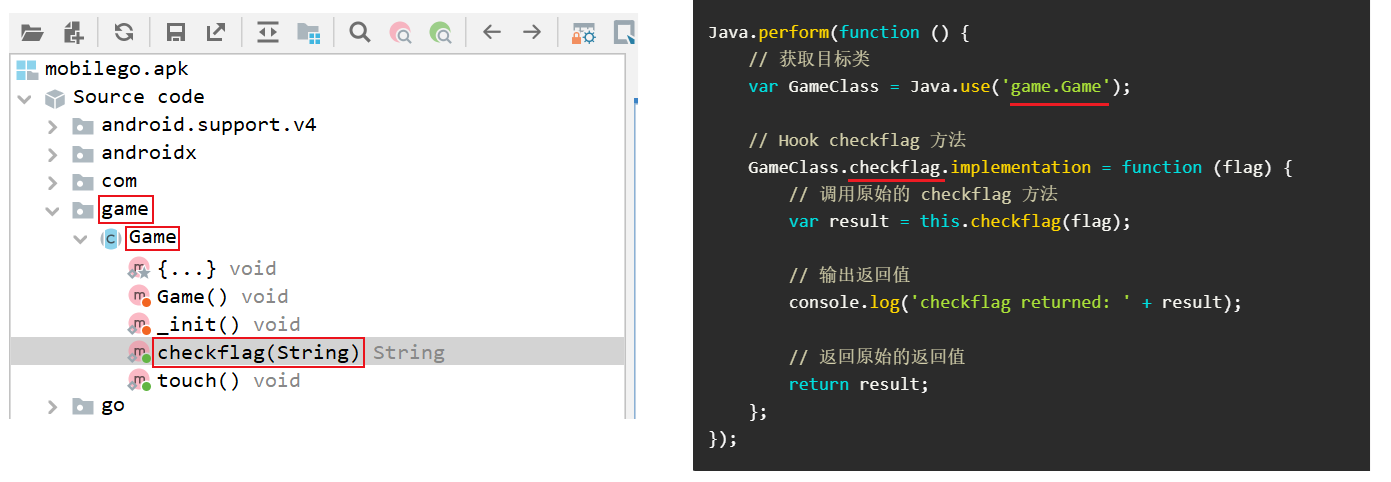 mobilego.apk
Source code
android.support.v4
androidx
com
game
Game
{...} void
Game() void
_init() void
checkflag(String) String
touch() void
go
Java.perform(function () {
// 获取目标类
var GameClass = Java.use('game.Game');
// Hook checkflag 方法
GameClass.checkflag.implementation = function (flag) {
// 调用原始的 checkflag 方法
var result = this.checkflag(flag);
// 输出返回值
console.log('checkflag returned: ' + result);
// 返回原始的返回值
return result;
};
});